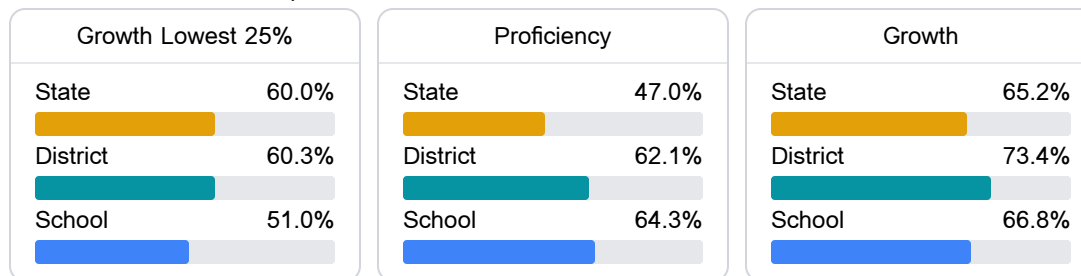 Growth Lowest 25%
State 60.0%
District 60.3%
School 51.0%
Proficiency
State 47.0%
District 62.1%
School 64.3%
Growth
State 65.2%
District 73.4%
School 66.8%